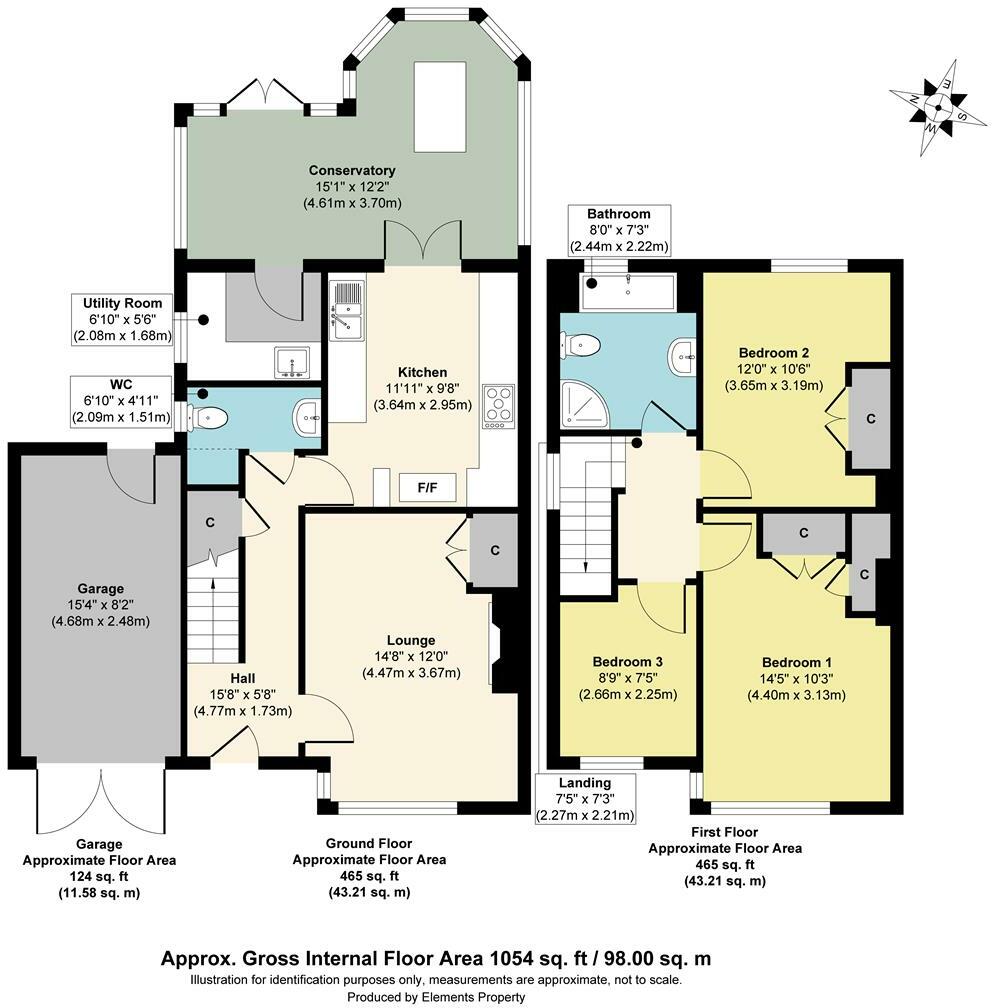 Conservatory
15'1" x 12'2"
(4.61m x 3.70m)
N
E
S
W
Bathroom
8'0" x 7'3"
(2.44m x 2.22m)
Utility Room
6'10" x 5'6"
(2.08m x 1.68m)
WC
6'10" x 4'11"
(2.09m x 1.51m)
Kitchen
11'11" x 9'8"
(3.64m x 2.95m)
F/F
Bedroom 2
12'0" x 10'6"
(3.65m x 3.19m)
C
C
C
C
C
Garage
15'4" x 8'2"
(4.68m x 2.48m)
Lounge
14'8" x 12'0"
(4.47m x 3.67m)
Hall
15'8" x 5'8"
(4.77m x 1.73m)
Bedroom 3
8'9" x 7'5"
(2.66m x 2.25m)
Bedroom 1
14'5" x 10'3"
(4.40m x 3.13m)
Landing
7'5" x 7'3"
(2.27m x 2.21m)
Garage
Approximate Floor Area
124 sq. ft
(11.58 sq. m)
Ground Floor
Approximate Floor Area
465 sq. ft
(43.21 sq. m)
First Floor
Approximate Floor Area
465 sq. ft
(43.21 sq. m)
Approx. Gross Internal Floor Area 1054 sq. ft / 98.00 sq. m
Illustration for identification purposes only, measurements are approximate, not to scale.
Produced by Elements Property